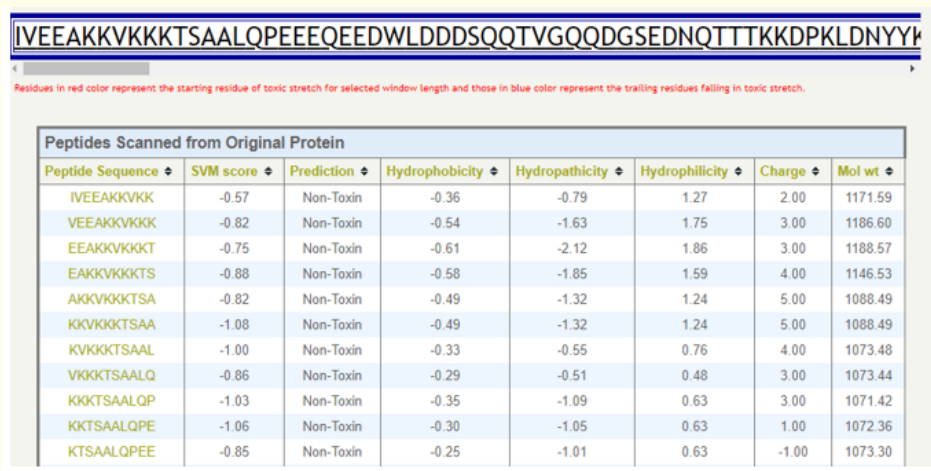 IVEEAKKVKKKTSAALQPEEEQEEDWLDDDSQQTVGQQDGSEDNQTTTKKDPKLDNYYK
Residues in red color represent the starting residue of toxic stretch for selected window length and those in blue color represent the trailing residues falling in toxic stretch.
Peptides Scanned from Original Protein
Peptide Sequence SVM score Prediction Hydrophobicity Hydropathicity Hydrophilicity Charge Mol wt
IVEEAKKVKK -0.57 Non-Toxin -0.36 -0.79 1.27 2.00 1171.59
VEEAKKVKKK -0.82 Non-Toxin -0.54 -1.63 1.75 3.00 1186.60
EEAKKVKKKT -0.75 Non-Toxin -0.61 -2.12 1.86 3.00 1188.57
EAKKVKKKTS -0.88 Non-Toxin -0.58 -1.85 1.59 4.00 1146.53
AKKVKKKTSA -0.82 Non-Toxin -0.49 -1.32 1.24 5.00 1088.49
KKVKKKTSAA -1.08 Non-Toxin -0.49 -1.32 1.24 5.00 1088.49
KVKKKTSAAL -1.00 Non-Toxin -0.33 -0.55 0.76 4.00 1073.48
VKKKTSAALQ -0.86 Non-Toxin -0.29 -0.51 0.48 3.00 1073.44
KKKTSAALQP -1.03 Non-Toxin -0.35 -1.09 0.63 3.00 1071.42
KKTSAALQPE -1.06 Non-Toxin -0.30 -1.05 0.63 1.00 1072.36
KTSAALQPEE -0.85 Non-Toxin -0.25 -1.01 0.63 -1.00 1073.30